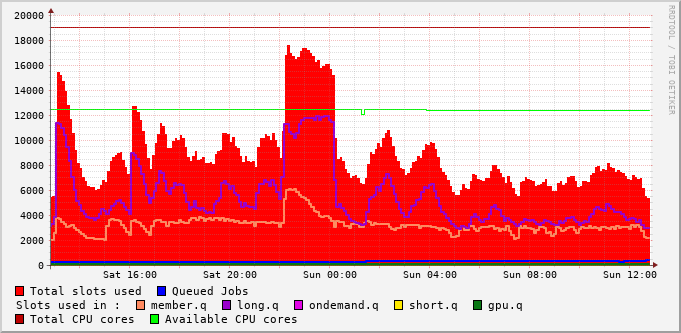 RRDTOOL / TOBI OETIKER
20000
18000
16000
14000
12000
10000
8000
6000
4000
2000
0
Sat 16:00 Sat 20:00 Sun 00:00 Sun 04:00 Sun 08:00 Sun 12:00
Total slots used Queued Jobs
Slots used in : member.q long.q ondemand.q short.q gpu.q
Total CPU cores Available CPU cores